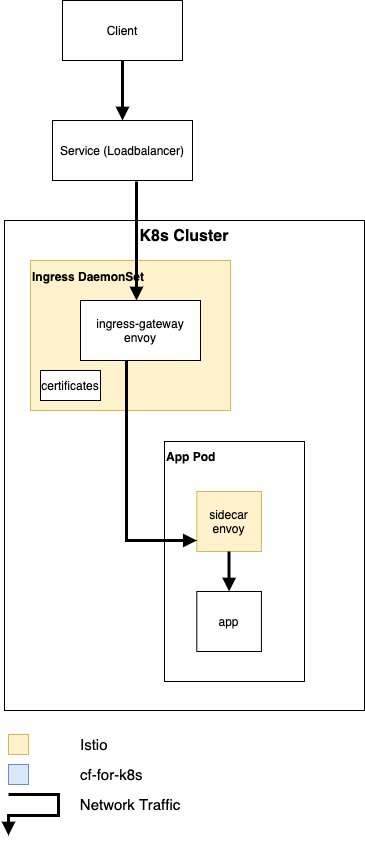 Client
Service (Loadbalancer)
K8s Cluster
Ingress DaemonSet
ingress-gateway
envoy
certificates
App Pod
sidecar
envoy
app
Istio
cf-for-k8s
Network Traffic